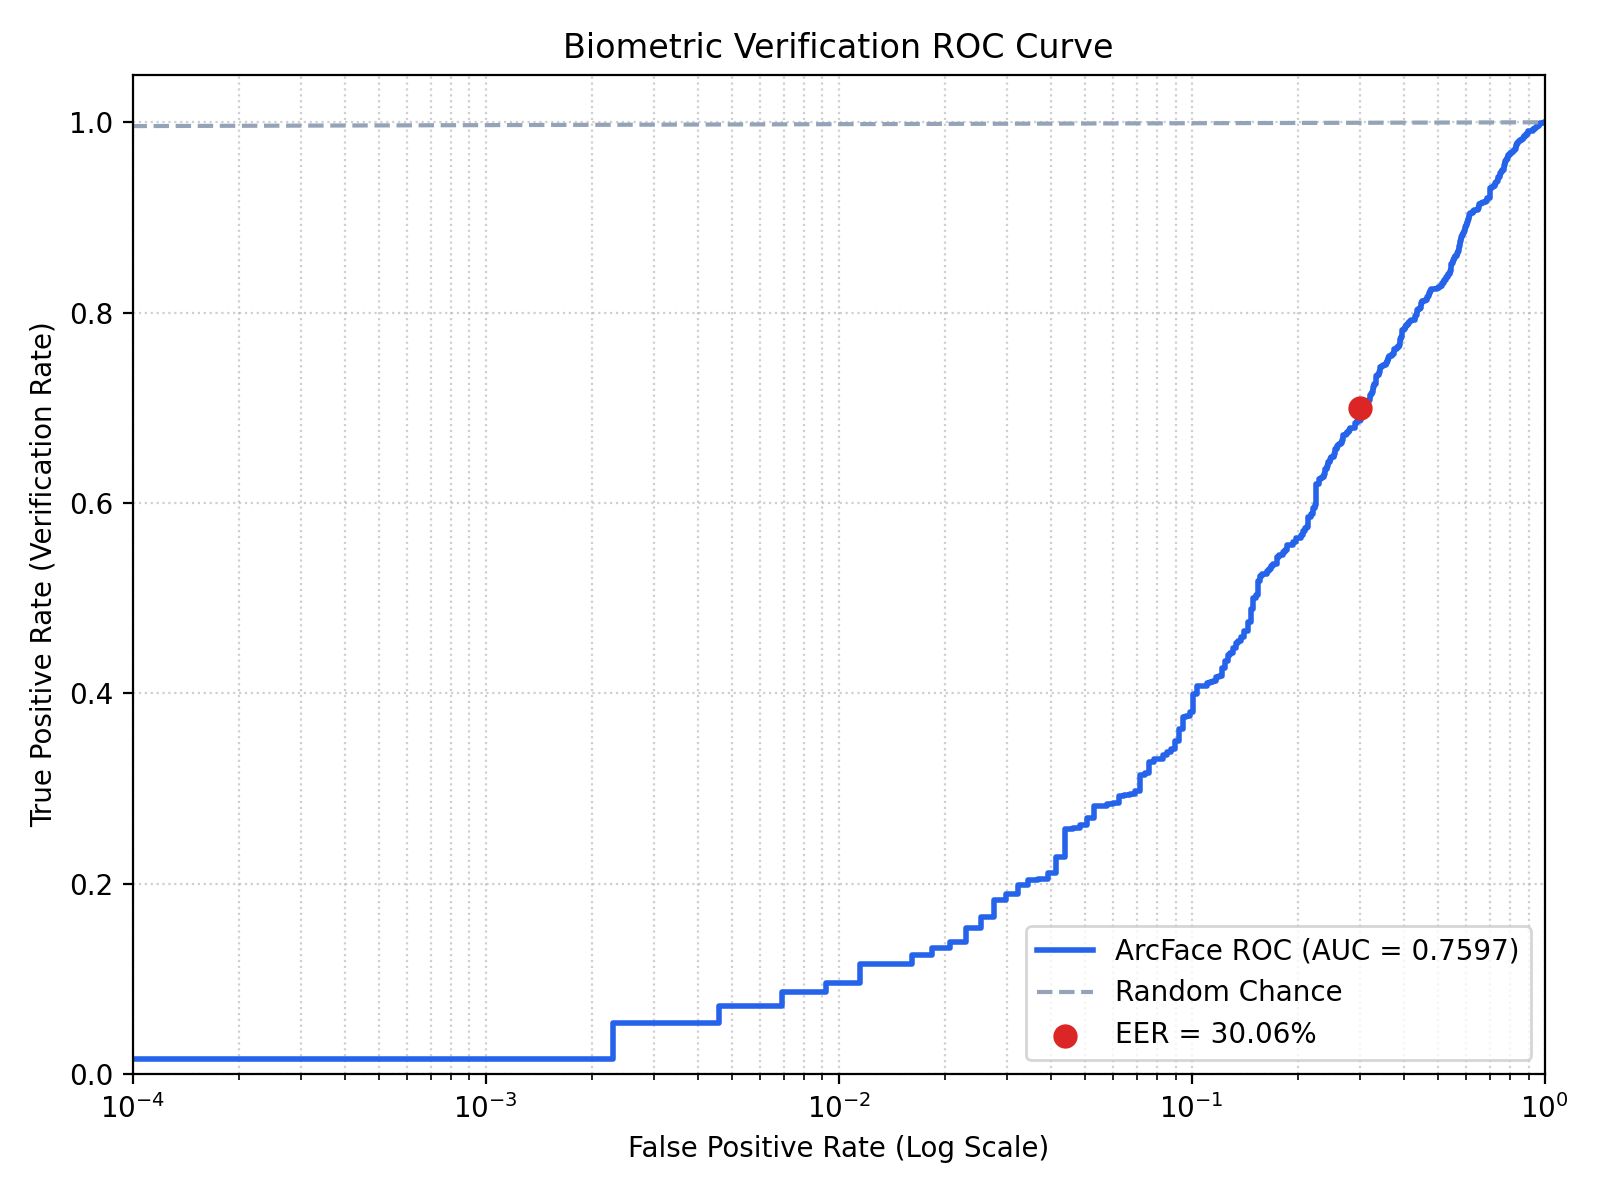 Biometric Verification ROC Curve
True Positive Rate (Verification Rate)
1.0
0.8
0.6
0.4
0.2
0.0
10⁻⁴
10⁻³
10⁻²
10⁻¹
10⁰
False Positive Rate (Log Scale)
ArcFace ROC (AUC = 0.7597)
Random Chance
EER = 30.06%